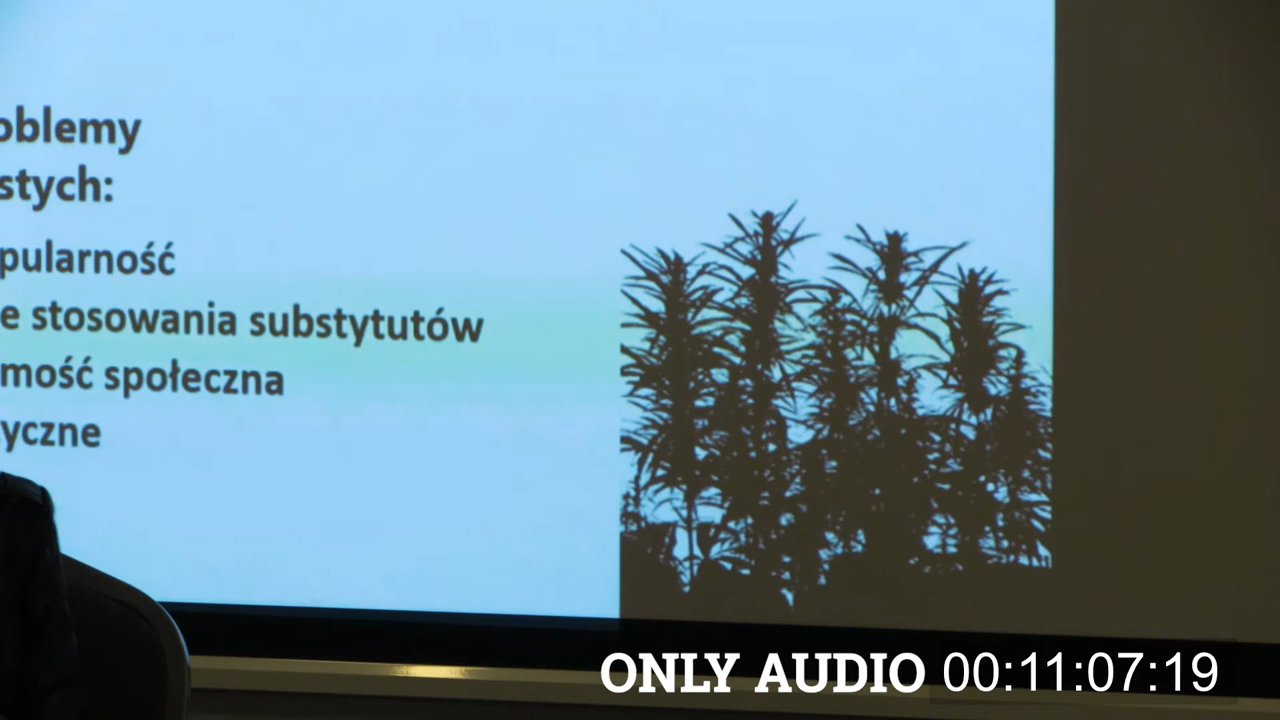 oblemy
stych:
pularność
e stosowania substytutów
mość społeczna
yczne
ONLY AUDIO 00:11:07:19